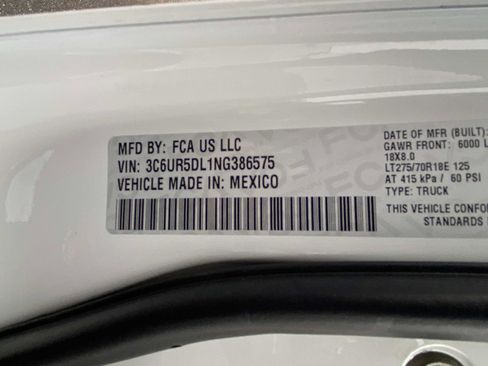 MFD BY: FCA US LLC
VIN: 3C6UR5DL1NG386575
VEHICLE MADE IN: MEXICO
DATE OF MFR (BUILT):
GAWR FRONT: 6000 L
18X8.0
LT275/70R18E 125
AT 415 kPa / 60 PSI
TYPE: TRUCK
THIS VEHICLE CONFO
STANDARDS